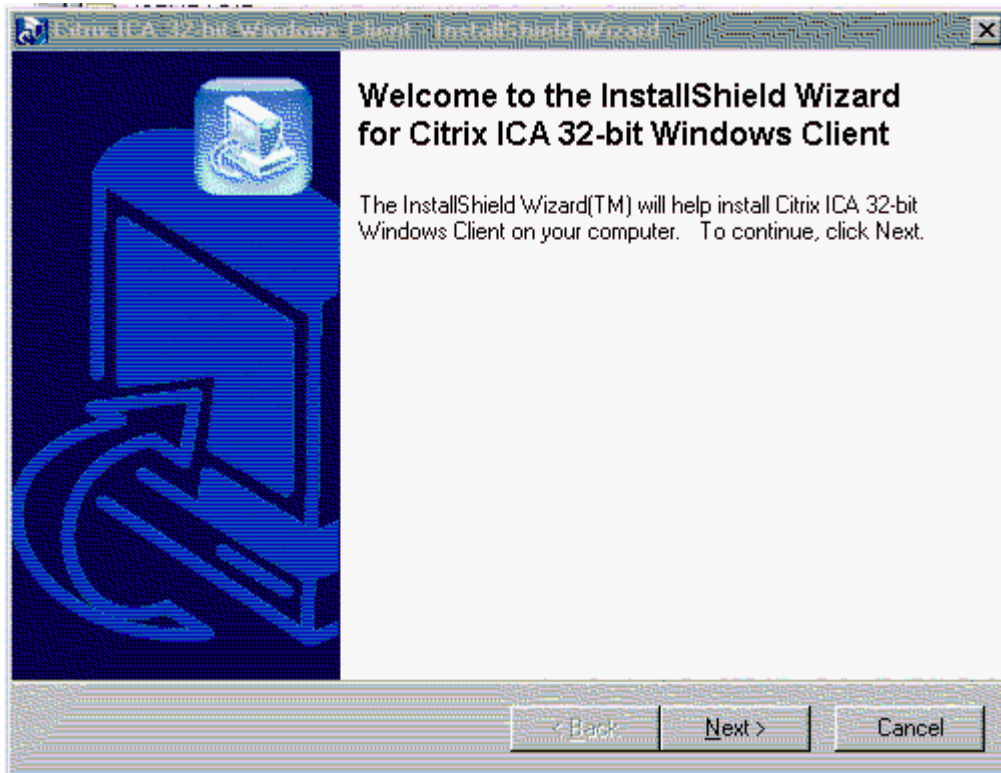 Citrix ICA 32-bit Windows Client - InstallShield Wizard
Welcome to the InstallShield Wizard
for Citrix ICA 32-bit Windows Client
The InstallShield Wizard(TM) will help install Citrix ICA 32-bit
Windows Client on your computer.   To continue, click Next.
< Back
Next >
Cancel